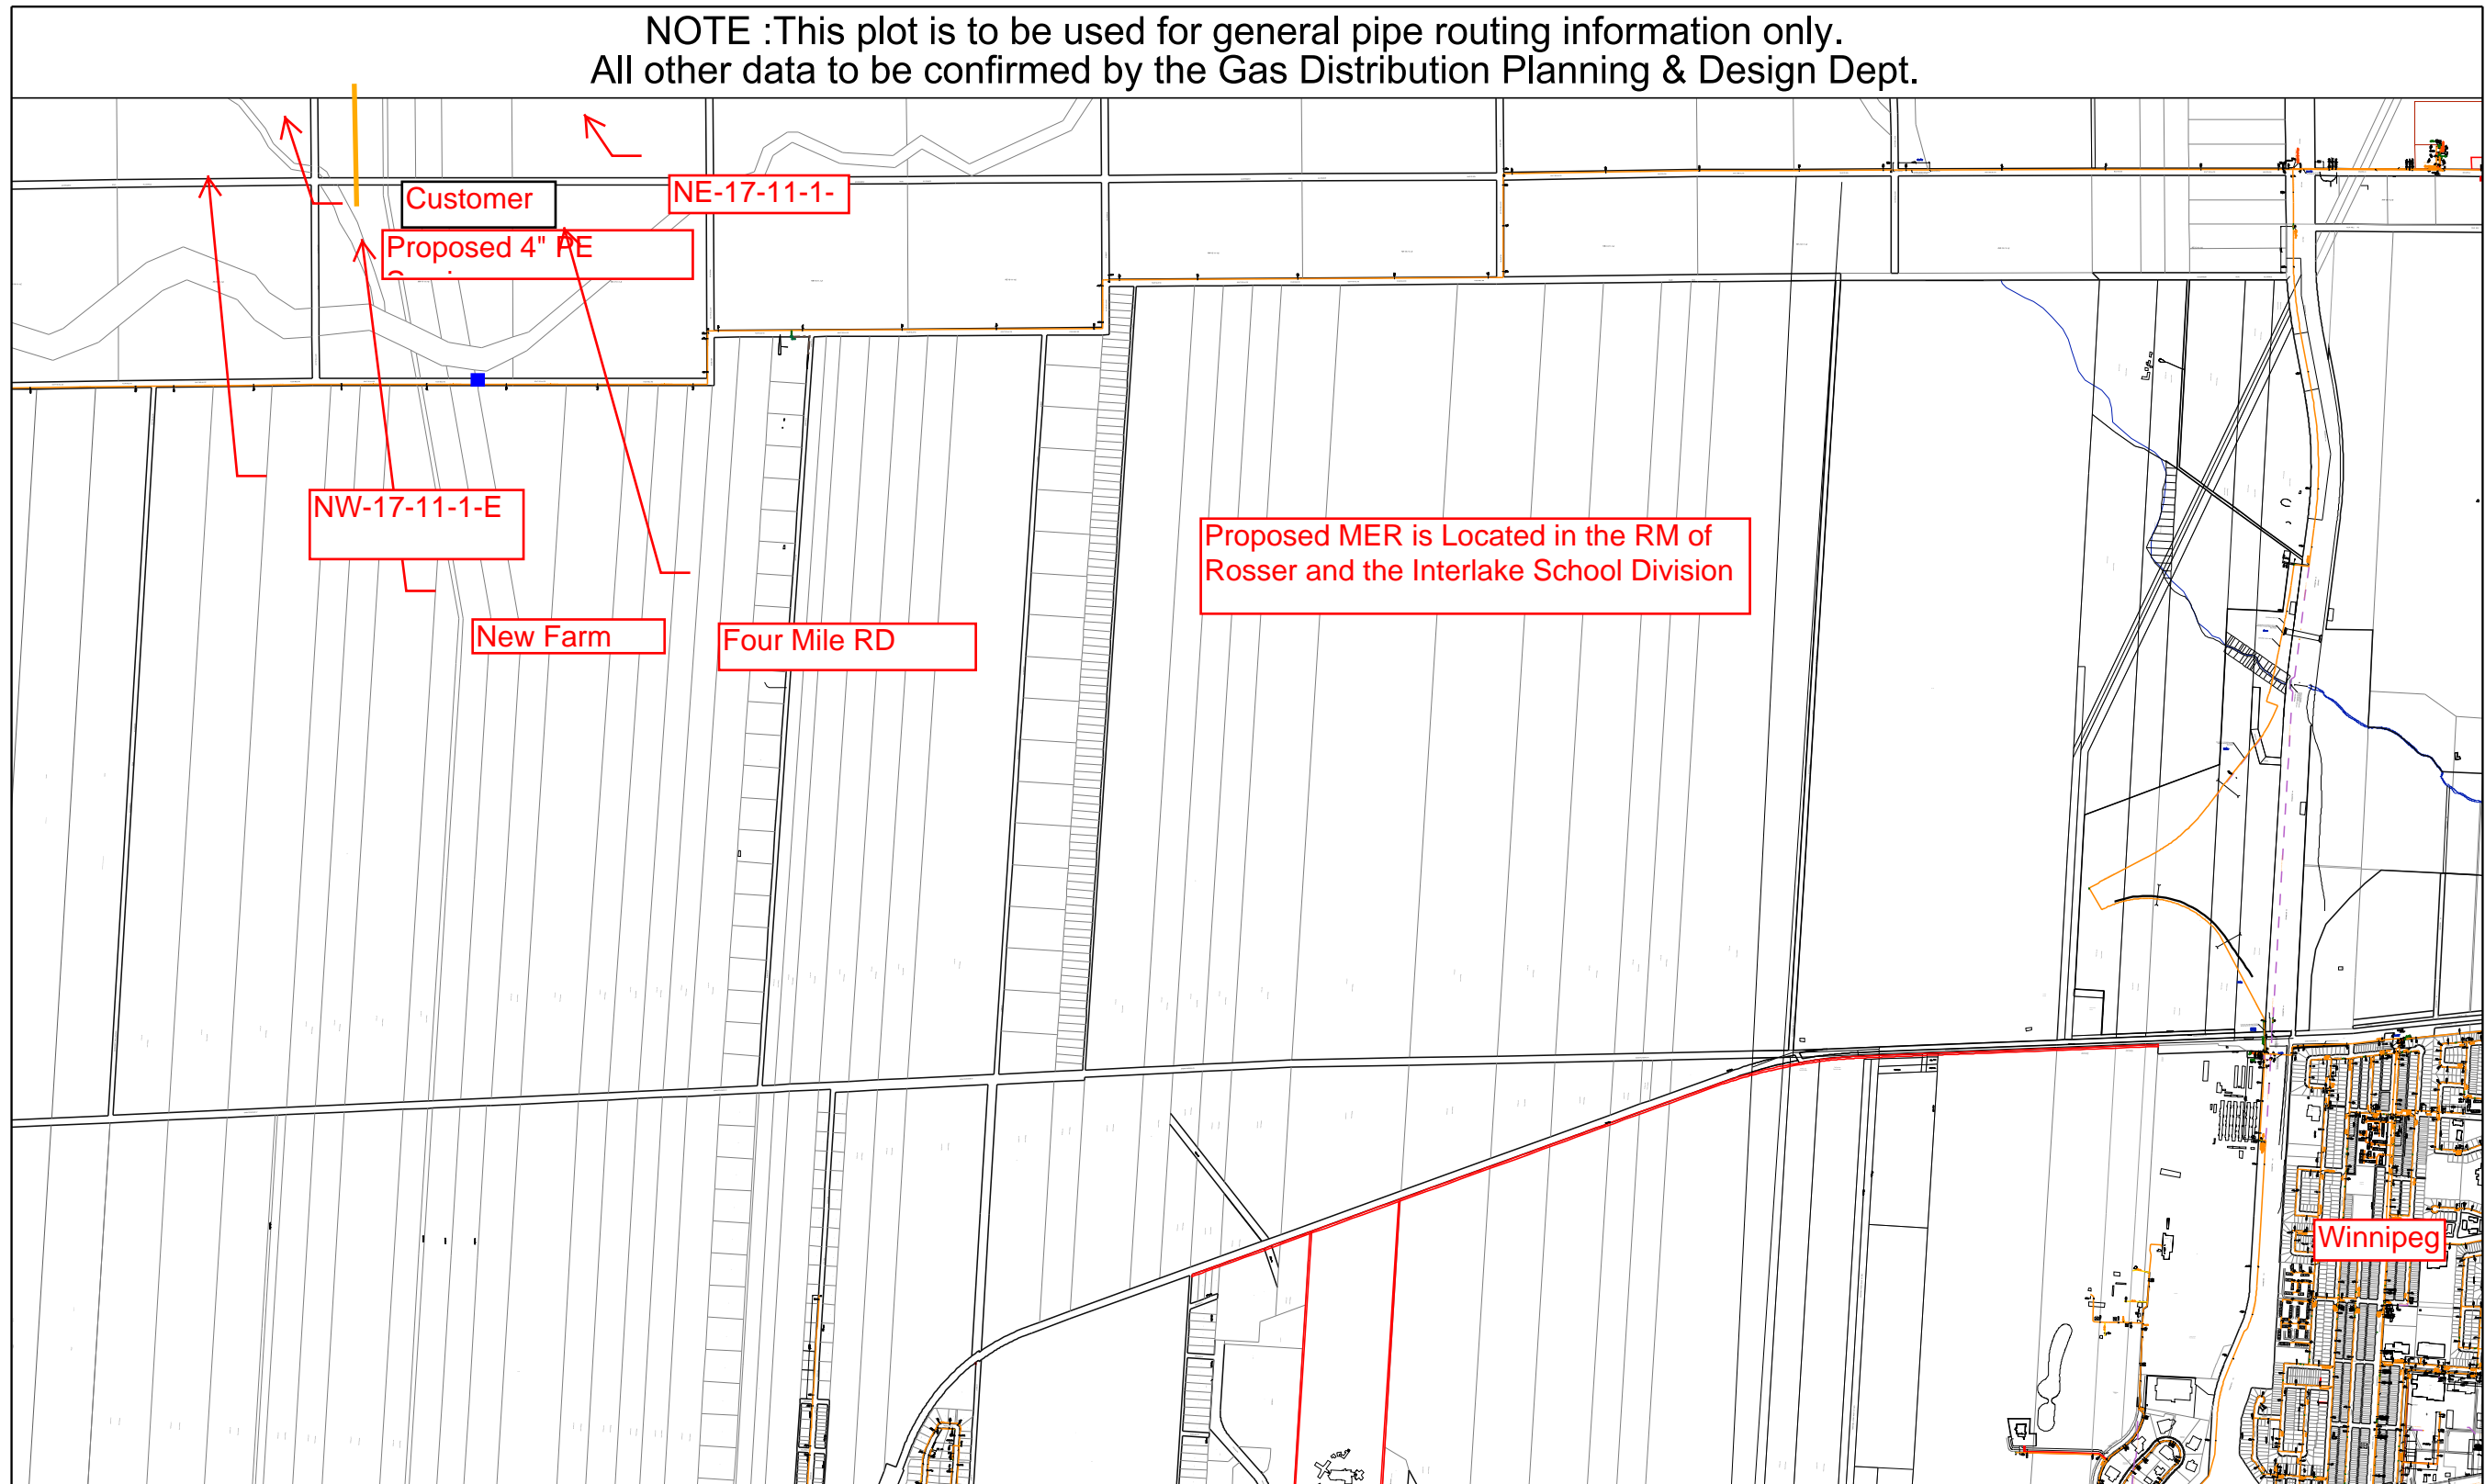 NOTE :This plot is to be used for general pipe routing information only.
All other data to be confirmed by the Gas Distribution Planning & Design Dept.
Customer
NE-17-11-1-
Proposed 4" PE
NW-17-11-1-E
Proposed MER is Located in the RM of
Rosser and the Interlake School Division
New Farm
Four Mile RD
Winnipeg